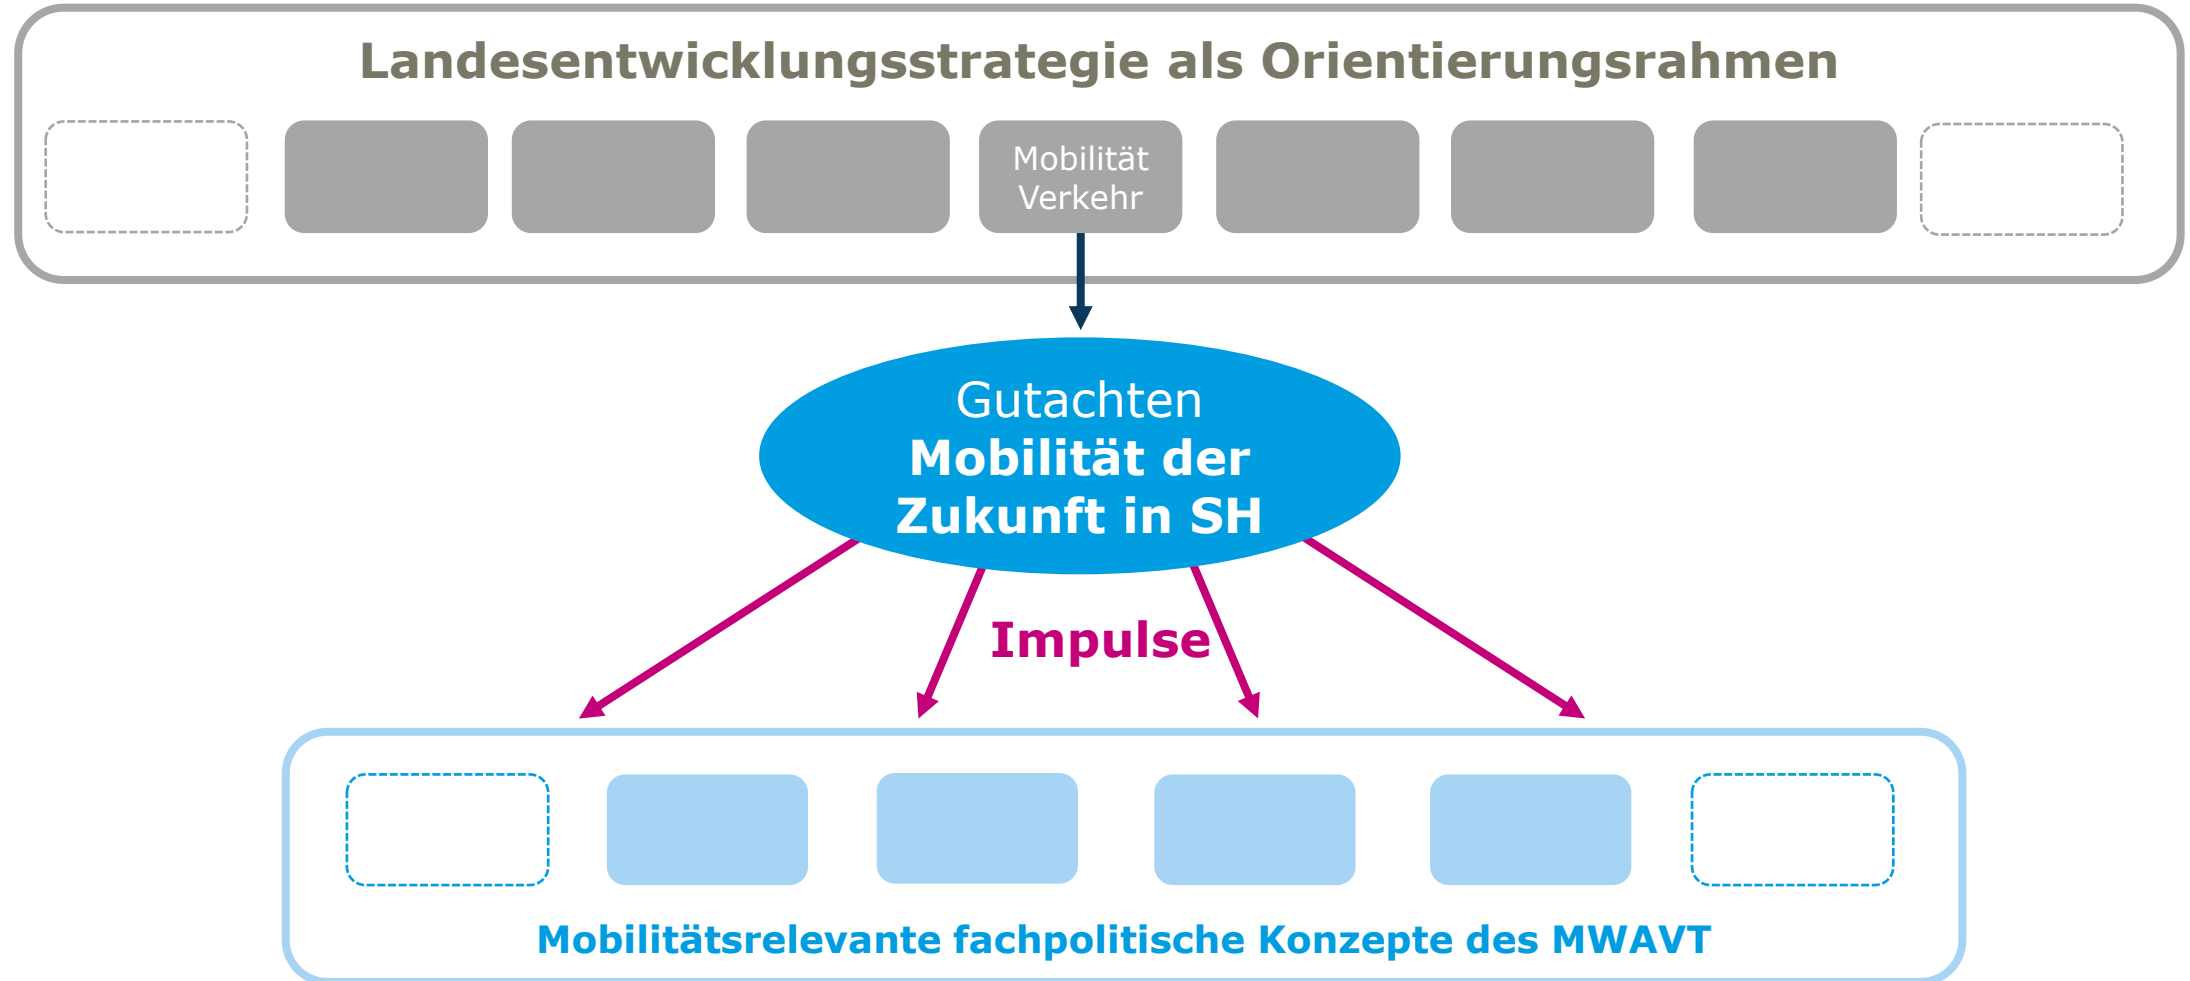 Landesentwicklungsstrategie als Orientierungsrahmen
Mobilität
Verkehr
Gutachten
Mobilität der
Zukunft in SH
Impulse
Mobilitätsrelevante fachpolitische Konzepte des MWAVT